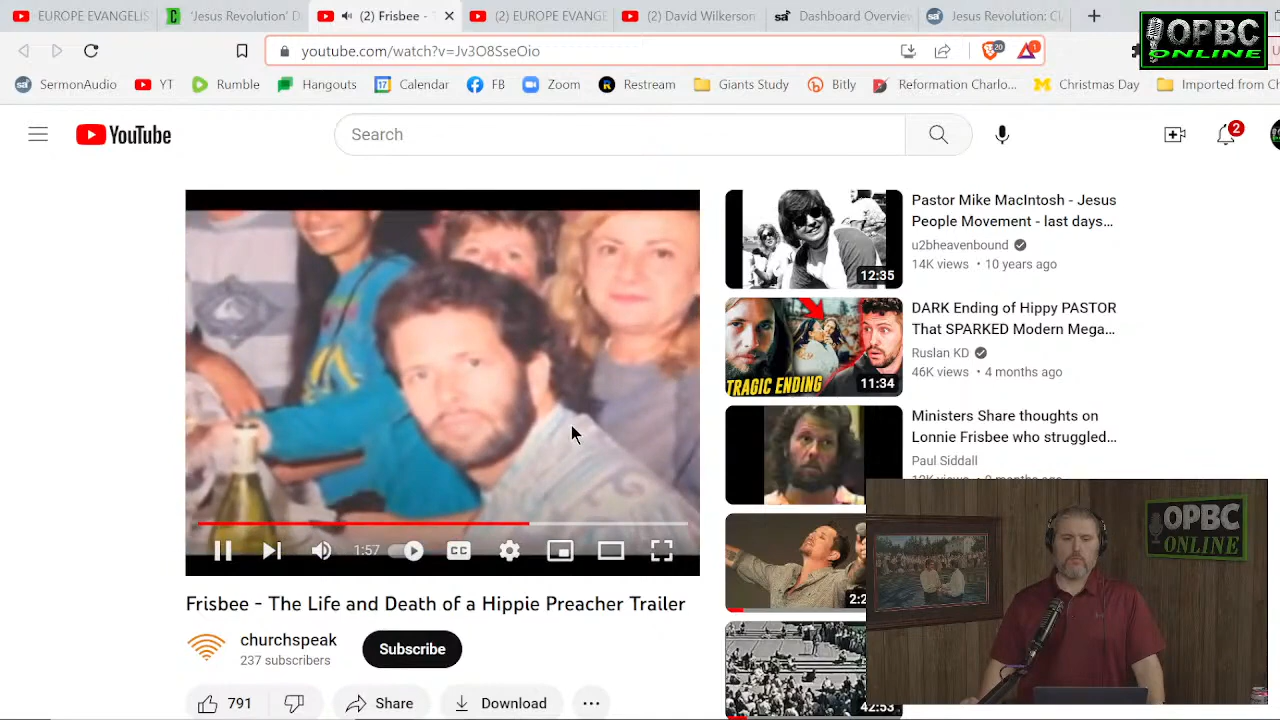 EUROPE EVANGELIS
"Jesus Revolution" D
(2) Frisbee -
EVANGE
(2) David Wilkerson
Dashboard Overvi
Jesus Revolution: C
OPBC
ONLINE
youtube.com/watch?v=Jv3O8SseOio
20
1
SermonAudio
YT
Rumble
Hangouts
17
Calendar
FB
Zoom
Restream
Giants Study
Bitly
Reformation Charlo...
Christmas Day
Imported from C
YouTube
Search
2
Pastor Mike MacIntosh - Jesus
People Movement - last days...
u2bheavenbound
14K views • 10 years ago
12:35
DARK Ending of Hippy PASTOR
That SPARKED Modern Mega...
Ruslan KD
46K views • 4 months ago
TRAGIC ENDING
11:34
Ministers Share thoughts on
Lonnie Frisbee who struggled...
Paul Siddall
1:57
CC
2:2
OPBC
ONLINE
Frisbee - The Life and Death of a Hippie Preacher Trailer
churchspeak
237 subscribers
Subscribe
791
Share
Download
42:53